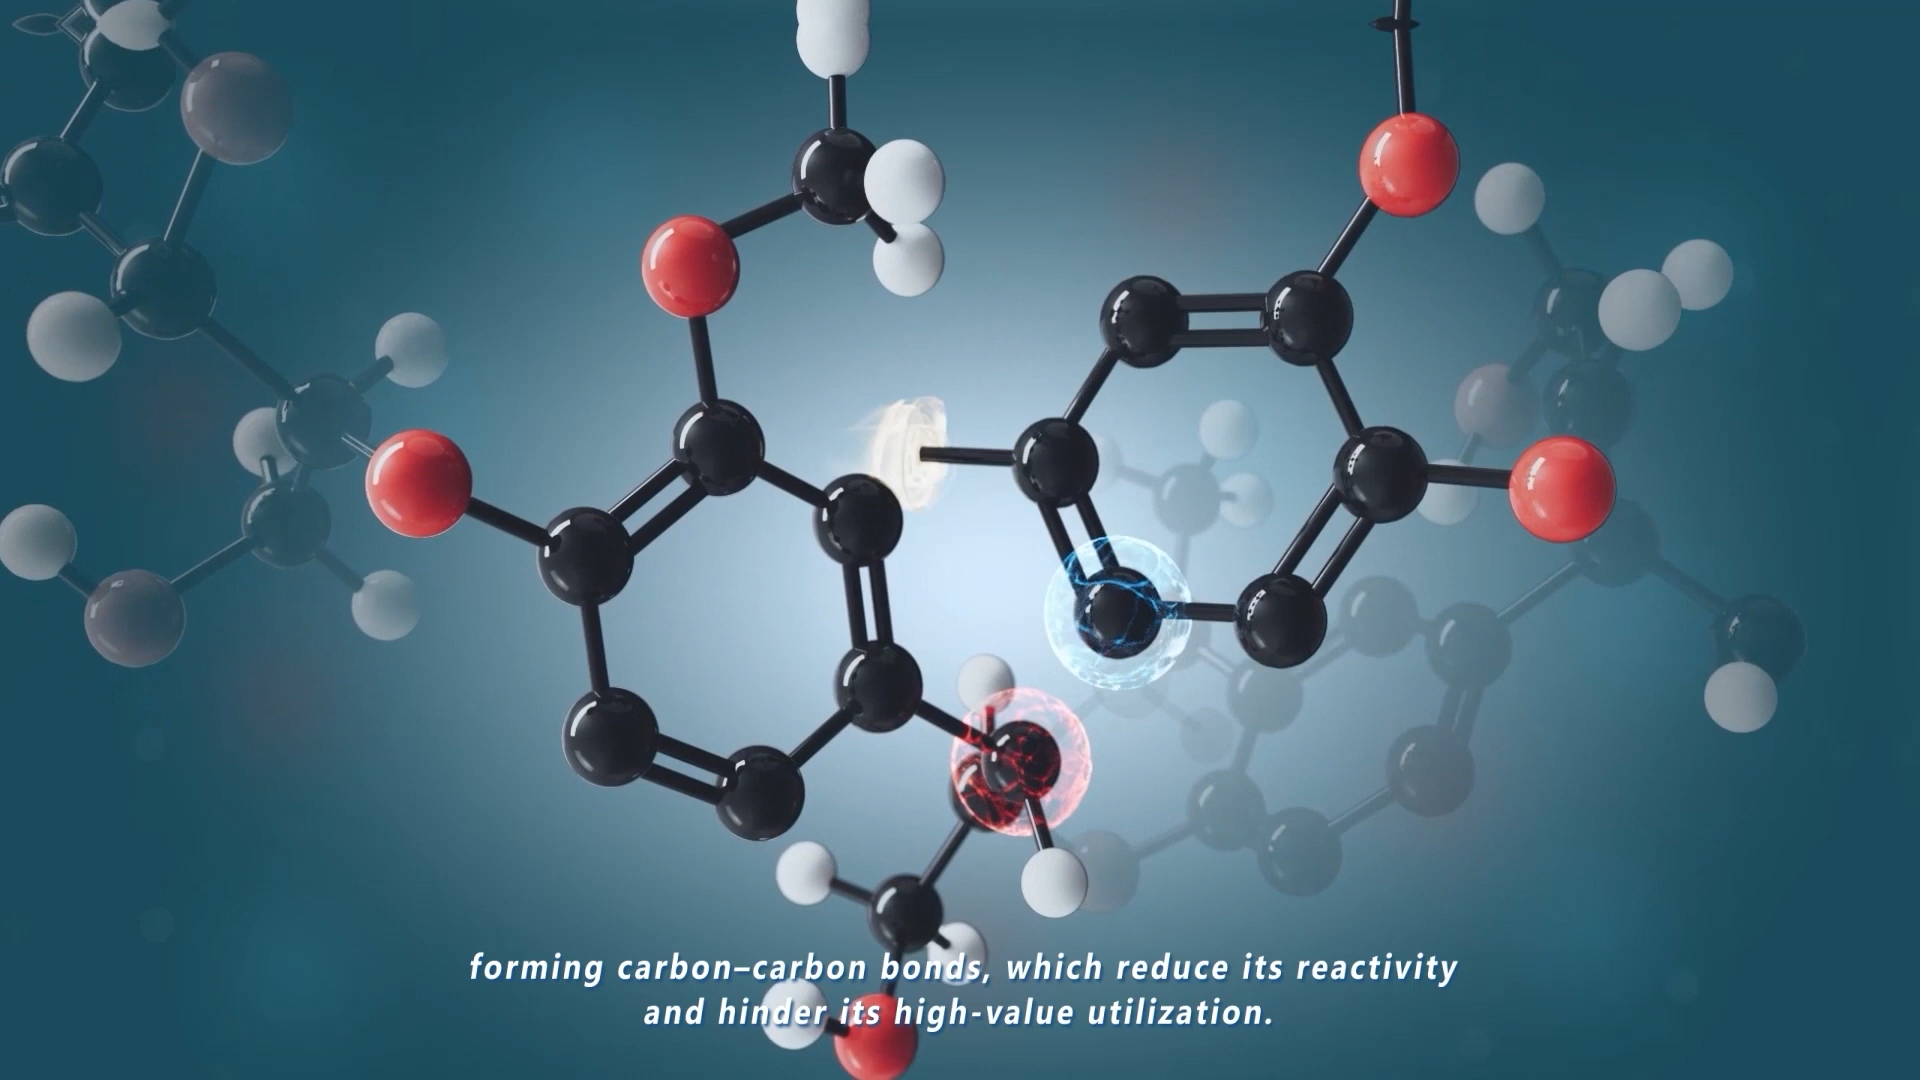 forming carbon–carbon bonds, which reduce its reactivity
and hinder its high-value utilization.